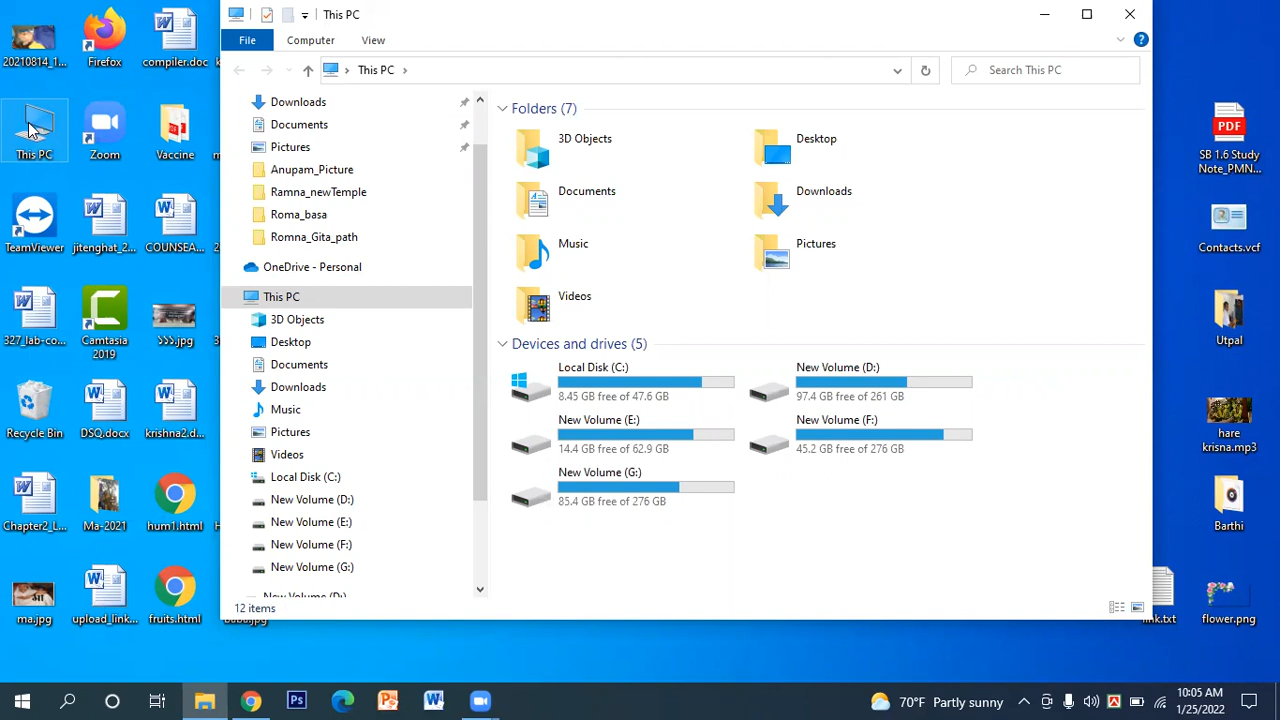 This PC
File
Computer
View
This PC
Search This PC
20210814_1...
Firefox
compiler.doc
This PC
Zoom
Vaccine
TeamViewer
jitenghat_2...
COUNSEA...
327_lab-co...
Camtasia
2019
Recycle Bin
DSQ.docx
krishna2.d...
Chapter2_L...
Ma-2021
hum1.html
ma.jpg
upload_link...
fruits.html
Downloads
Documents
Pictures
Anupam_Picture
Ramna_newTemple
Roma_basa
Romna_Gita_path
OneDrive - Personal
This PC
3D Objects
Desktop
Documents
Downloads
Music
Pictures
Videos
Local Disk (C:)
New Volume (D:)
New Volume (E:)
New Volume (F:)
New Volume (G:)
12 items
Folders (7)
3D Objects
Desktop
Documents
Downloads
Music
Pictures
Videos
Devices and drives (5)
Local Disk (C:)
8.45 GB free of 47.6 GB
New Volume (D:)
97.4 GB free of 261 GB
New Volume (E:)
14.4 GB free of 62.9 GB
New Volume (F:)
45.2 GB free of 276 GB
New Volume (G:)
85.4 GB free of 276 GB
PDF
SB 1.6 Study
Note_PMN...
Contacts.vcf
Utpal
hare
krisna.mp3
Barthi
link.txt
flower.png
Ps
70°F Partly sunny
10:05 AM
1/25/2022